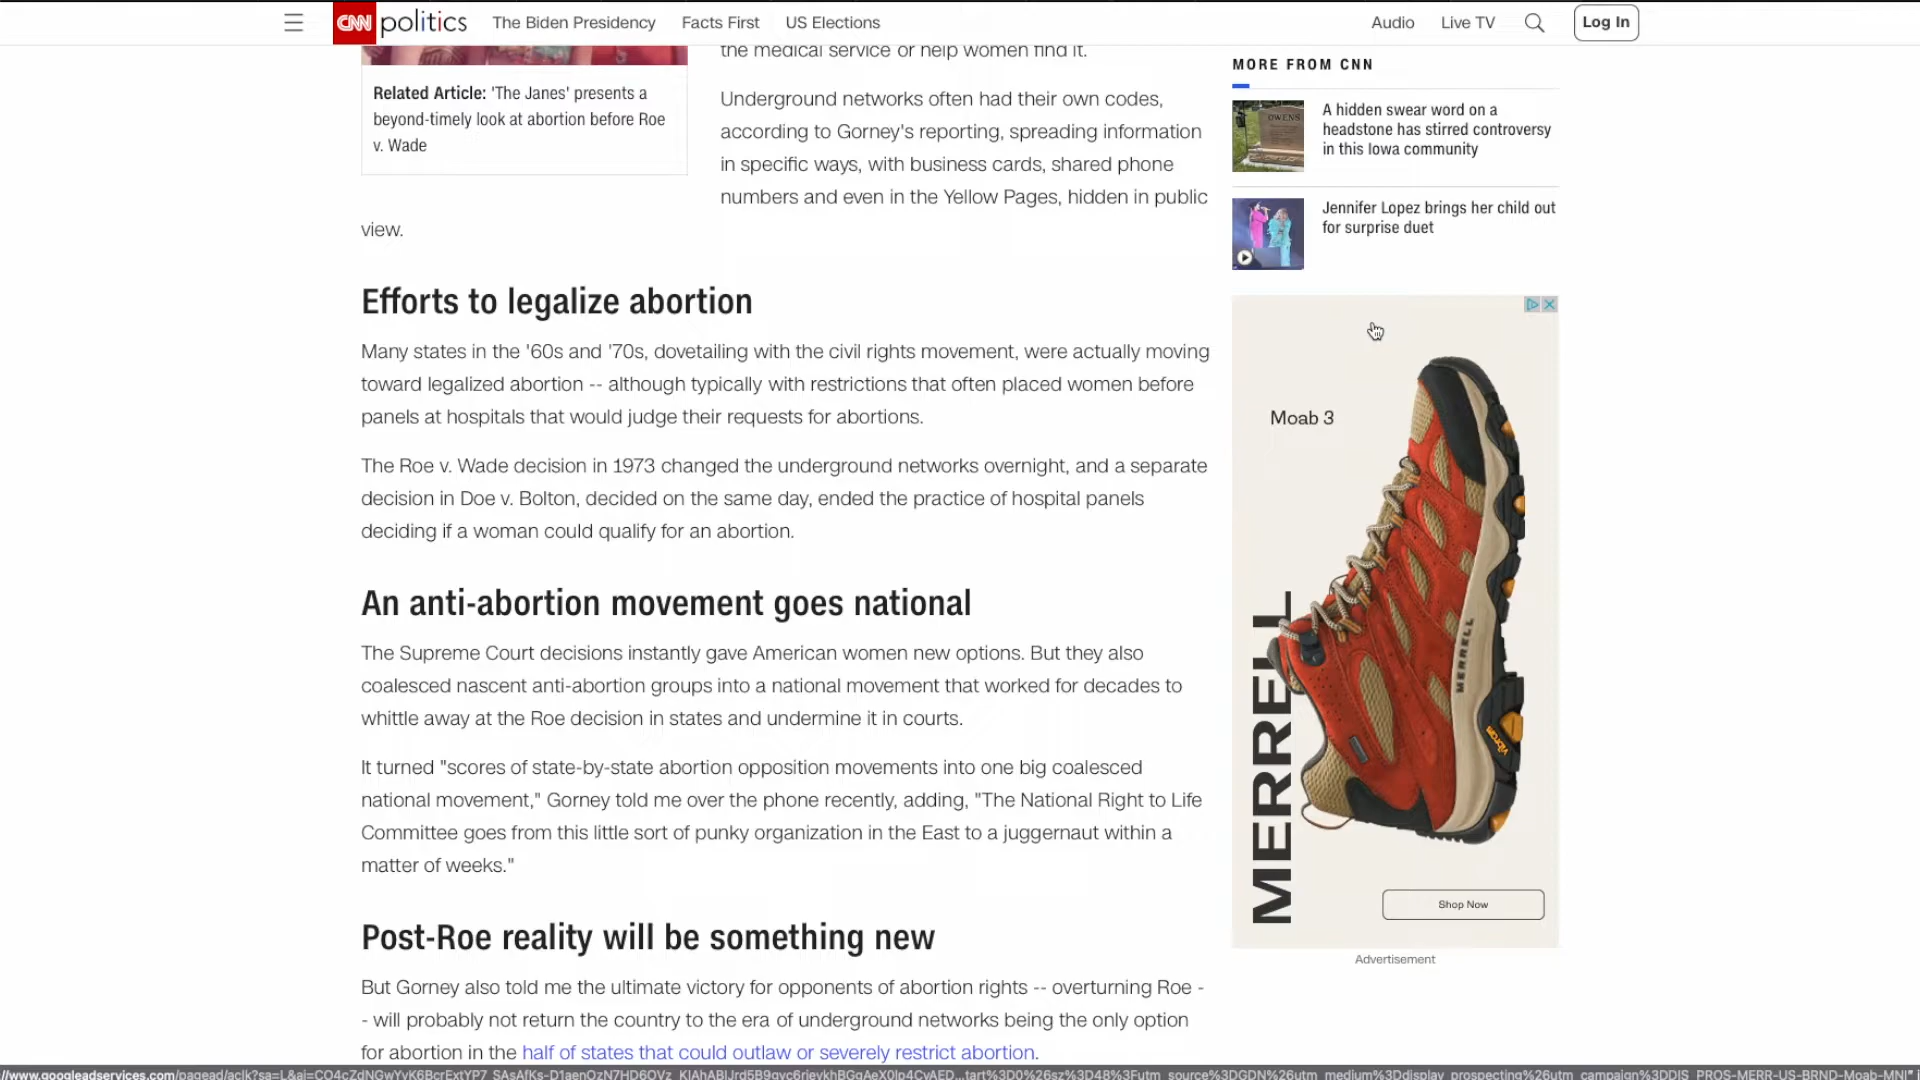 CNN politics The Biden Presidency Facts First US Elections Audio Live TV Log In
the medical service or help women find it.
Related Article: 'The Janes' presents a
beyond-timely look at abortion before Roe
v. Wade
Underground networks often had their own codes,
according to Gorney's reporting, spreading information
in specific ways, with business cards, shared phone
numbers and even in the Yellow Pages, hidden in public
view.
Efforts to legalize abortion
Many states in the '60s and '70s, dovetailing with the civil rights movement, were actually moving
toward legalized abortion -- although typically with restrictions that often placed women before
panels at hospitals that would judge their requests for abortions.
The Roe v. Wade decision in 1973 changed the underground networks overnight, and a separate
decision in Doe v. Bolton, decided on the same day, ended the practice of hospital panels
deciding if a woman could qualify for an abortion.
An anti-abortion movement goes national
The Supreme Court decisions instantly gave American women new options. But they also
coalesced nascent anti-abortion groups into a national movement that worked for decades to
whittle away at the Roe decision in states and undermine it in courts.
It turned "scores of state-by-state abortion opposition movements into one big coalesced
national movement," Gorney told me over the phone recently, adding, "The National Right to Life
Committee goes from this little sort of punky organization in the East to a juggernaut within a
matter of weeks."
Post-Roe reality will be something new
But Gorney also told me the ultimate victory for opponents of abortion rights -- overturning Roe -
- will probably not return the country to the era of underground networks being the only option
for abortion in the half of states that could outlaw or severely restrict abortion.
MORE FROM CNN
OWENS
A hidden swear word on a
headstone has stirred controversy
in this Iowa community
Jennifer Lopez brings her child out
for surprise duet
Moab 3
MERRELL
MERRELL
vibram
Shop Now
Advertisement
//www.googleadservices.com/pagead/aclk?sa=L&ai=